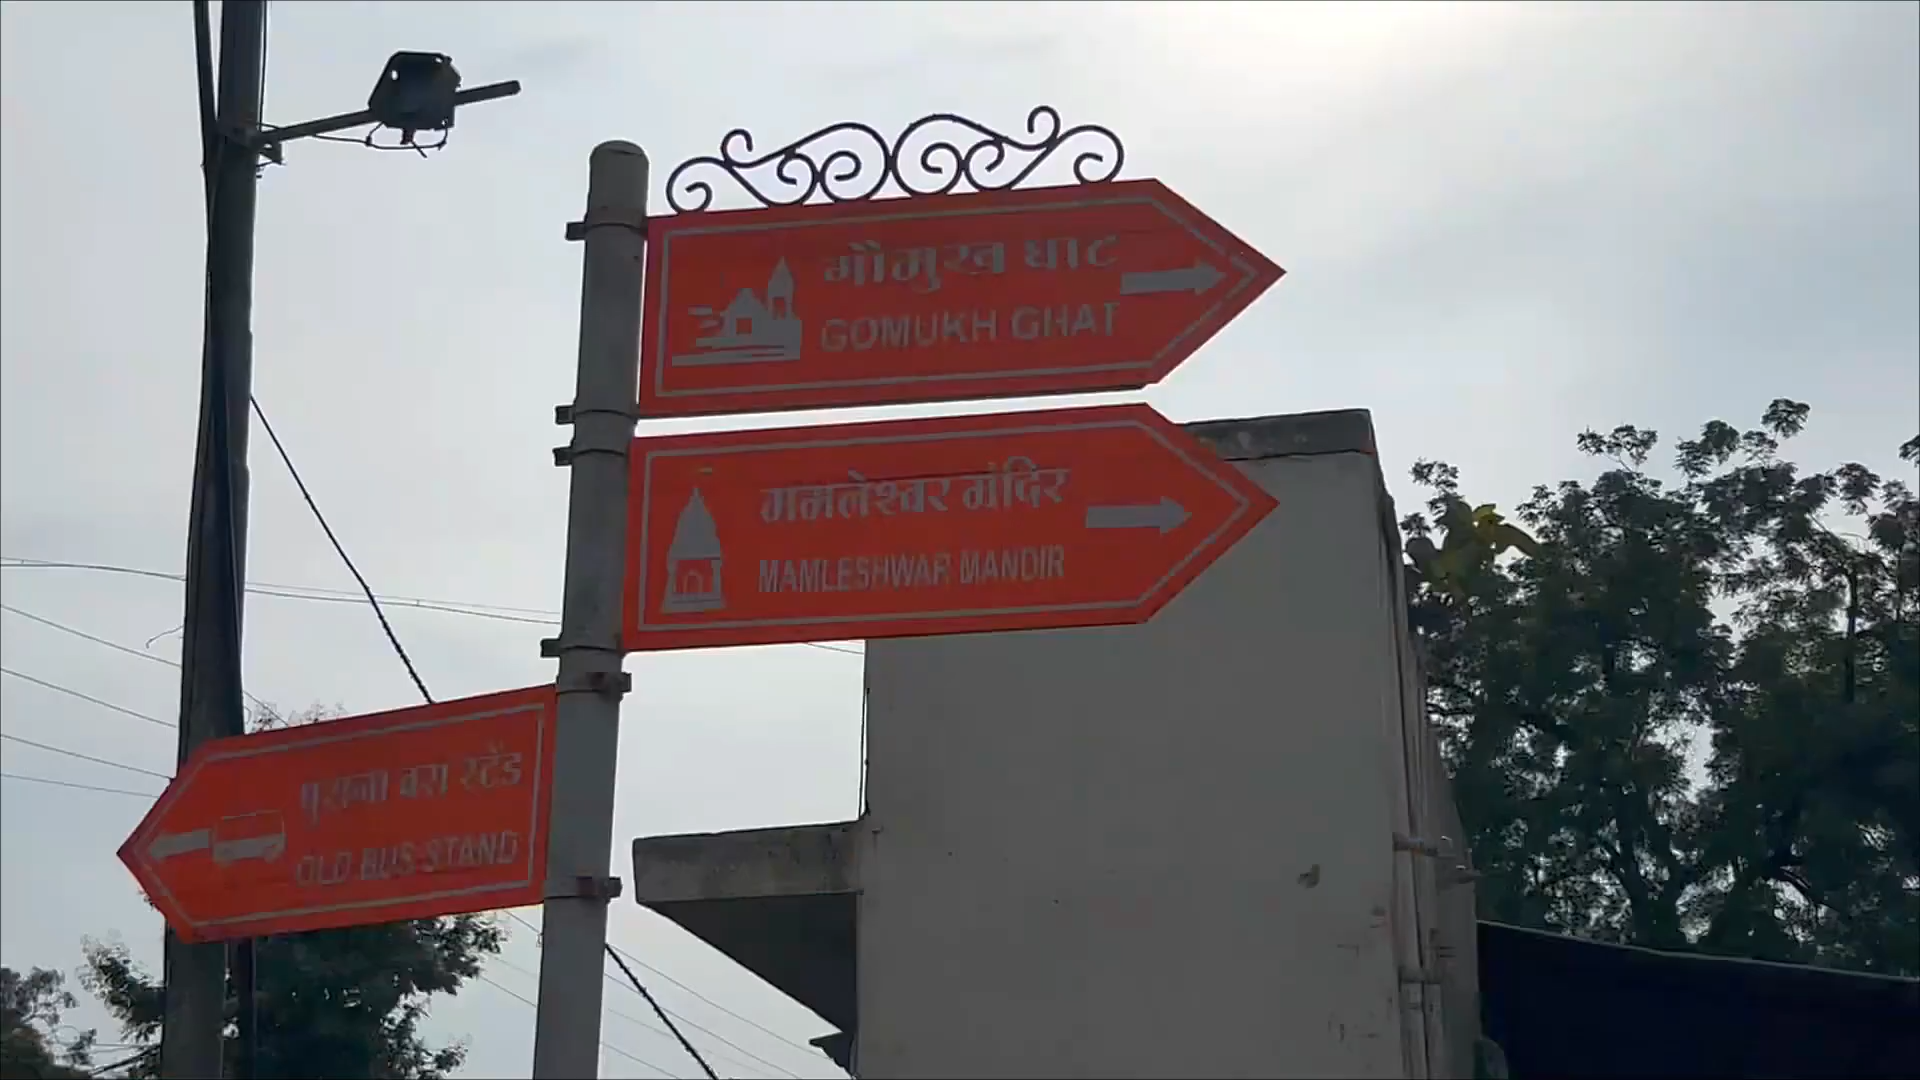 गौमुख घाट
GOMUKH GHAT
ममलेश्वर मंदिर
MAMLESHWAR MANDIR
पुराना बस स्टैंड
OLD BUS STAND